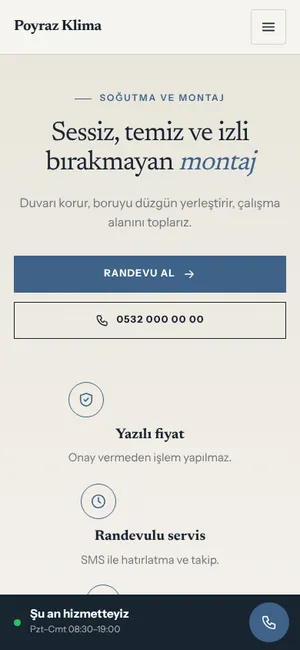 Poyraz Klima
SOĞUTMA VE MONTAJ
Sessiz, temiz ve izli
bırakmayan montaj
Duvarı korur, boruyu düzgün yerleştirir, çalışma
alanını toplarız.
RANDEVU AL
0532 000 00 00
Yazılı fiyat
Onay vermeden işlem yapılmaz.
Randevulu servis
SMS ile hatırlatma ve takip.
Şu an hizmetteyiz
Pzt–Cmt 08:30–19:00